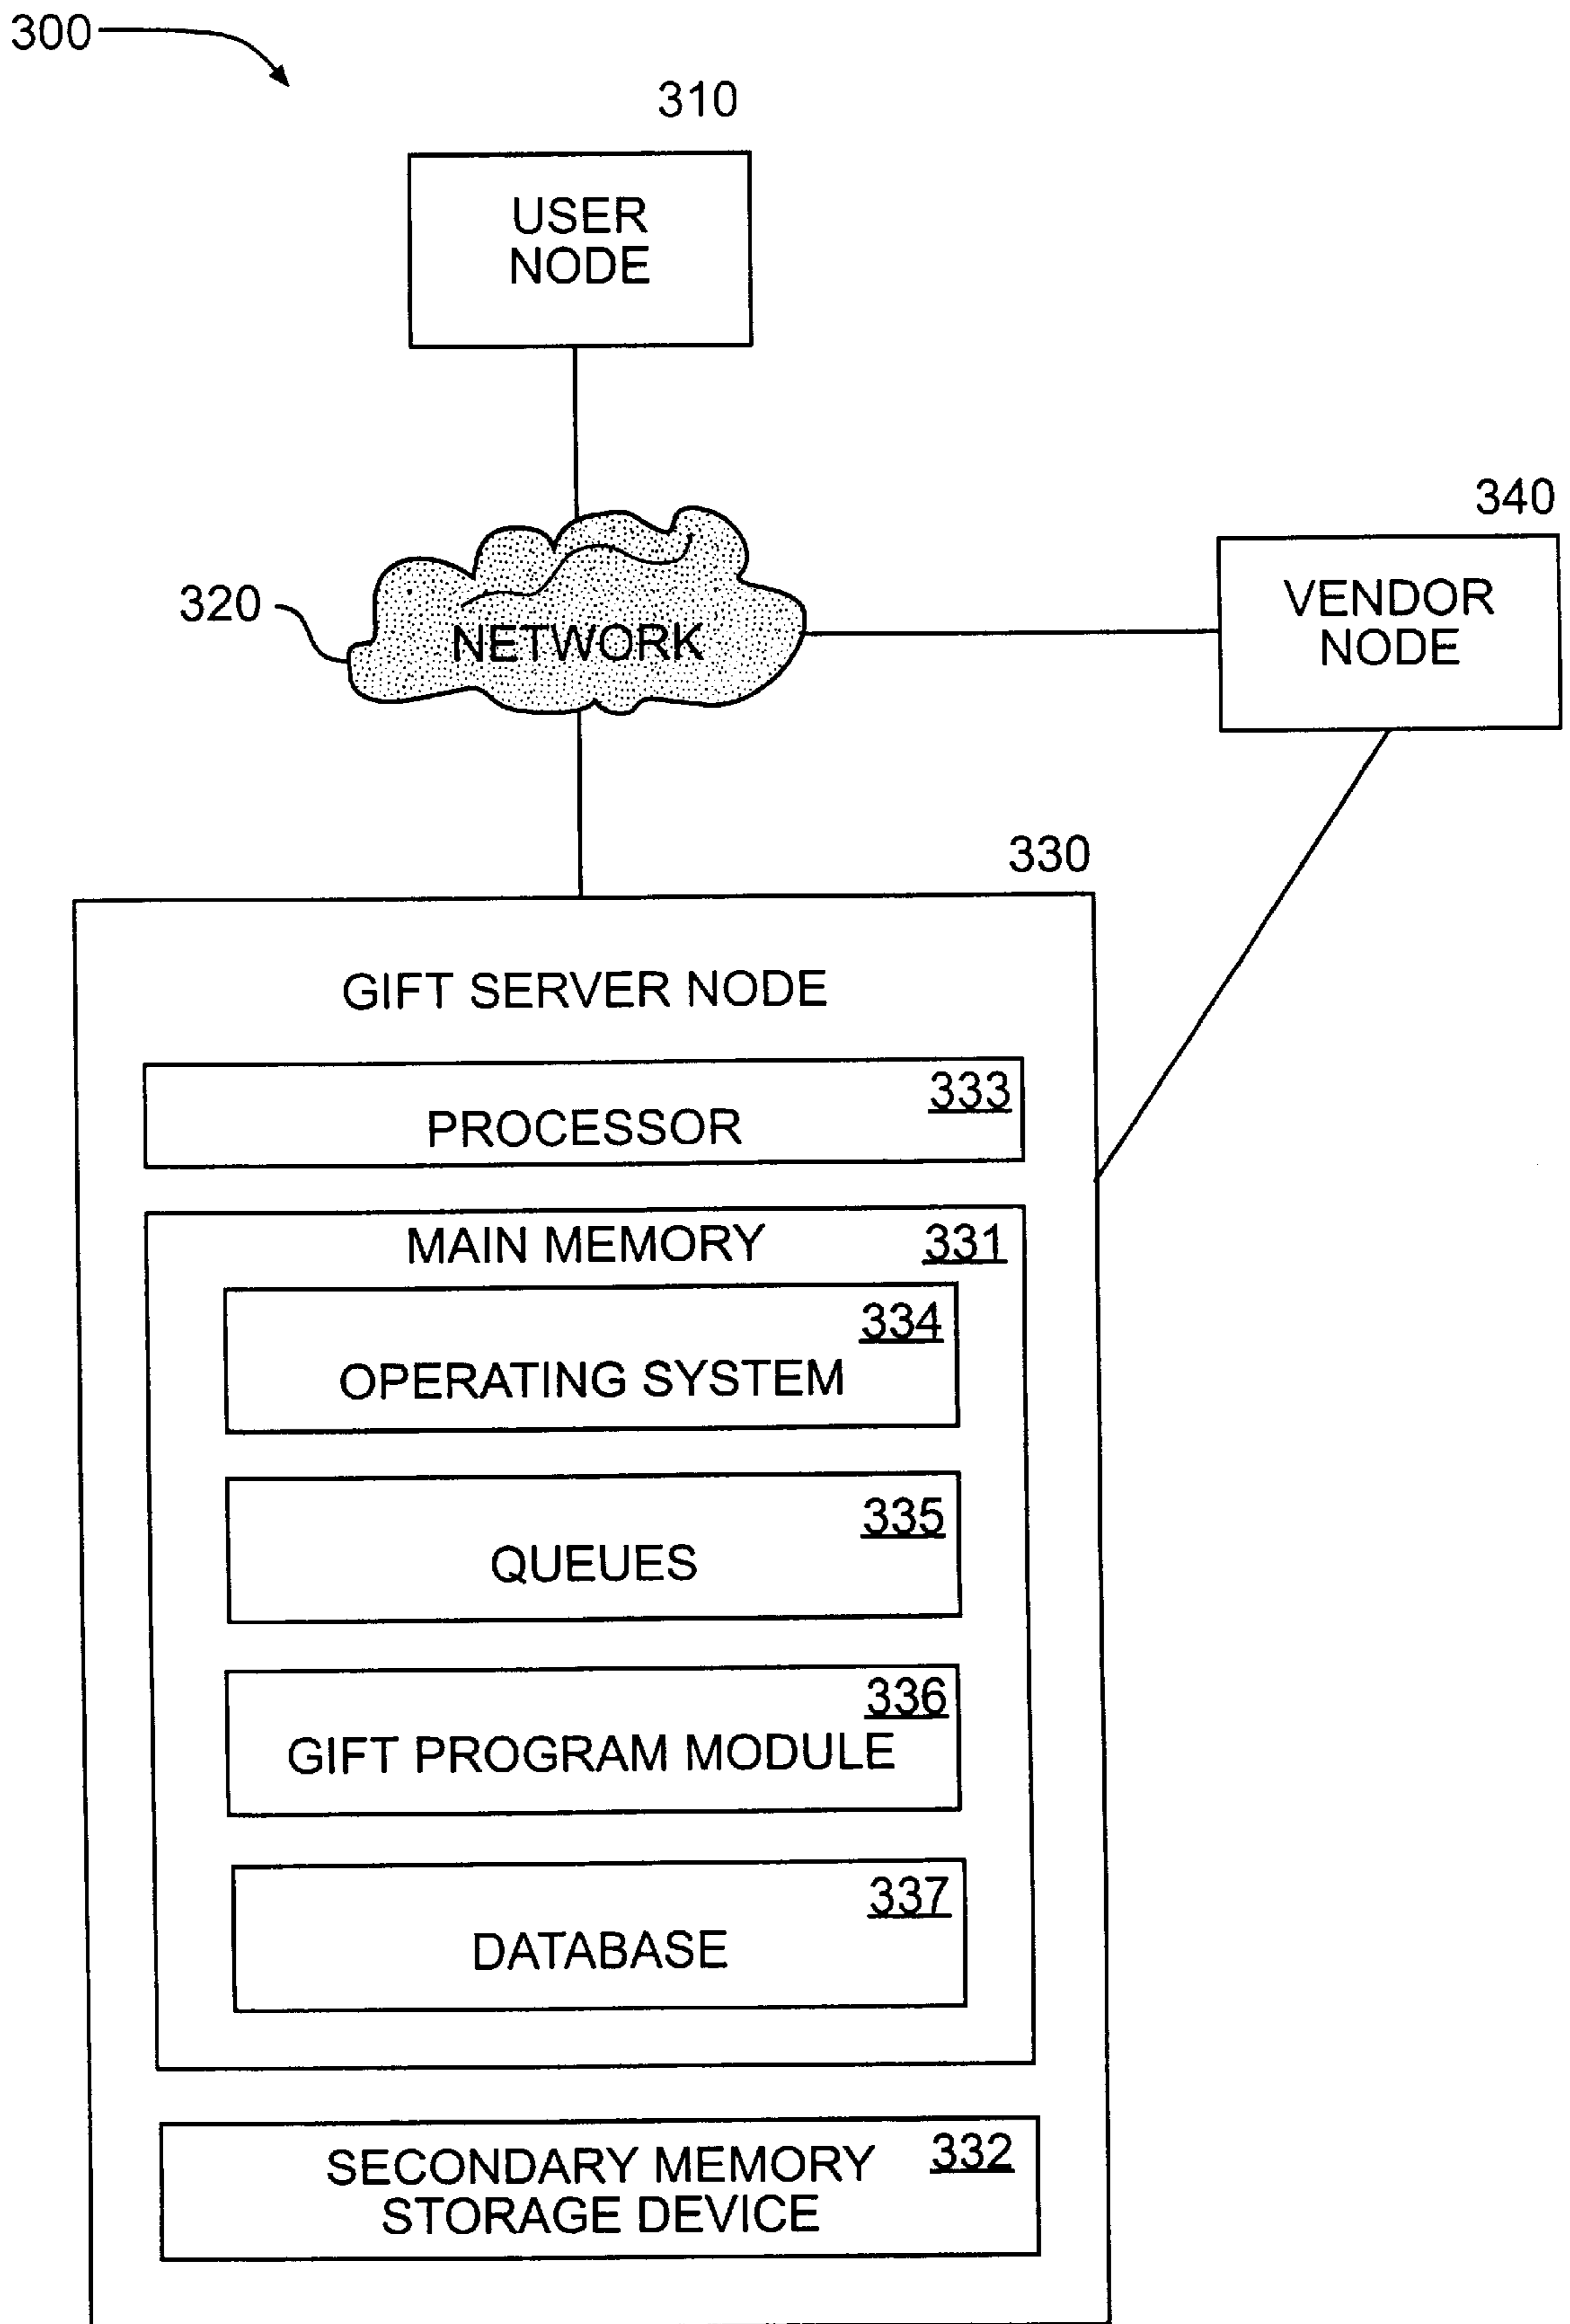 300
310
USER
NODE
340
VENDOR
NODE
320
NETWORK
330
GIFT SERVER NODE
333
PROCESSOR
MAIN MEMORY 331
334
OPERATING SYSTEM
335
QUEUES
336
GIFT PROGRAM MODULE
337
DATABASE
SECONDARY MEMORY 332
STORAGE DEVICE